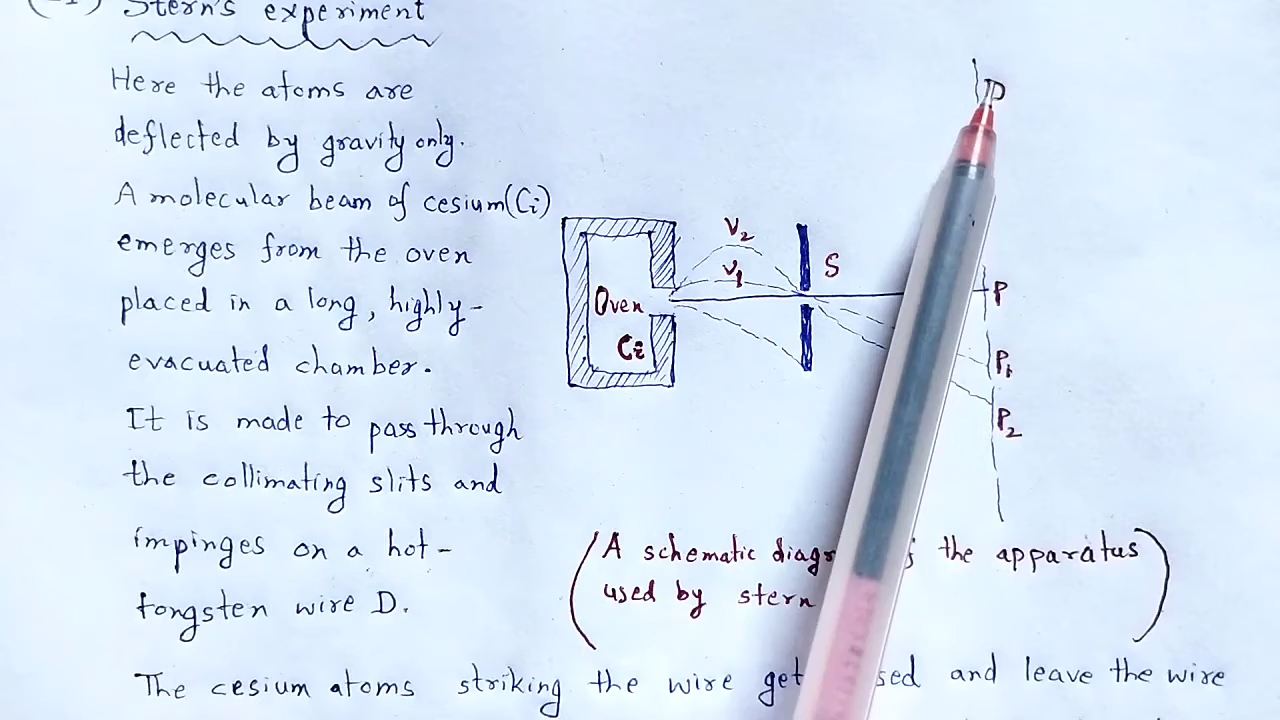 Stern's experiment
Here the atoms are
deflected by gravity only.
A molecular beam of cesium(Ci)
emerges from the oven
placed in a long, highly-
evacuated chamber.
It is made to pass through
the collimating slits and
impinges on a hot-
tongsten wire D.
The cesium atoms striking the wire get sed and leave the wire
D
V2
V1
S
Oven
Ci
P
P1
P2
(A schematic diagr the apparatus
used by stern)